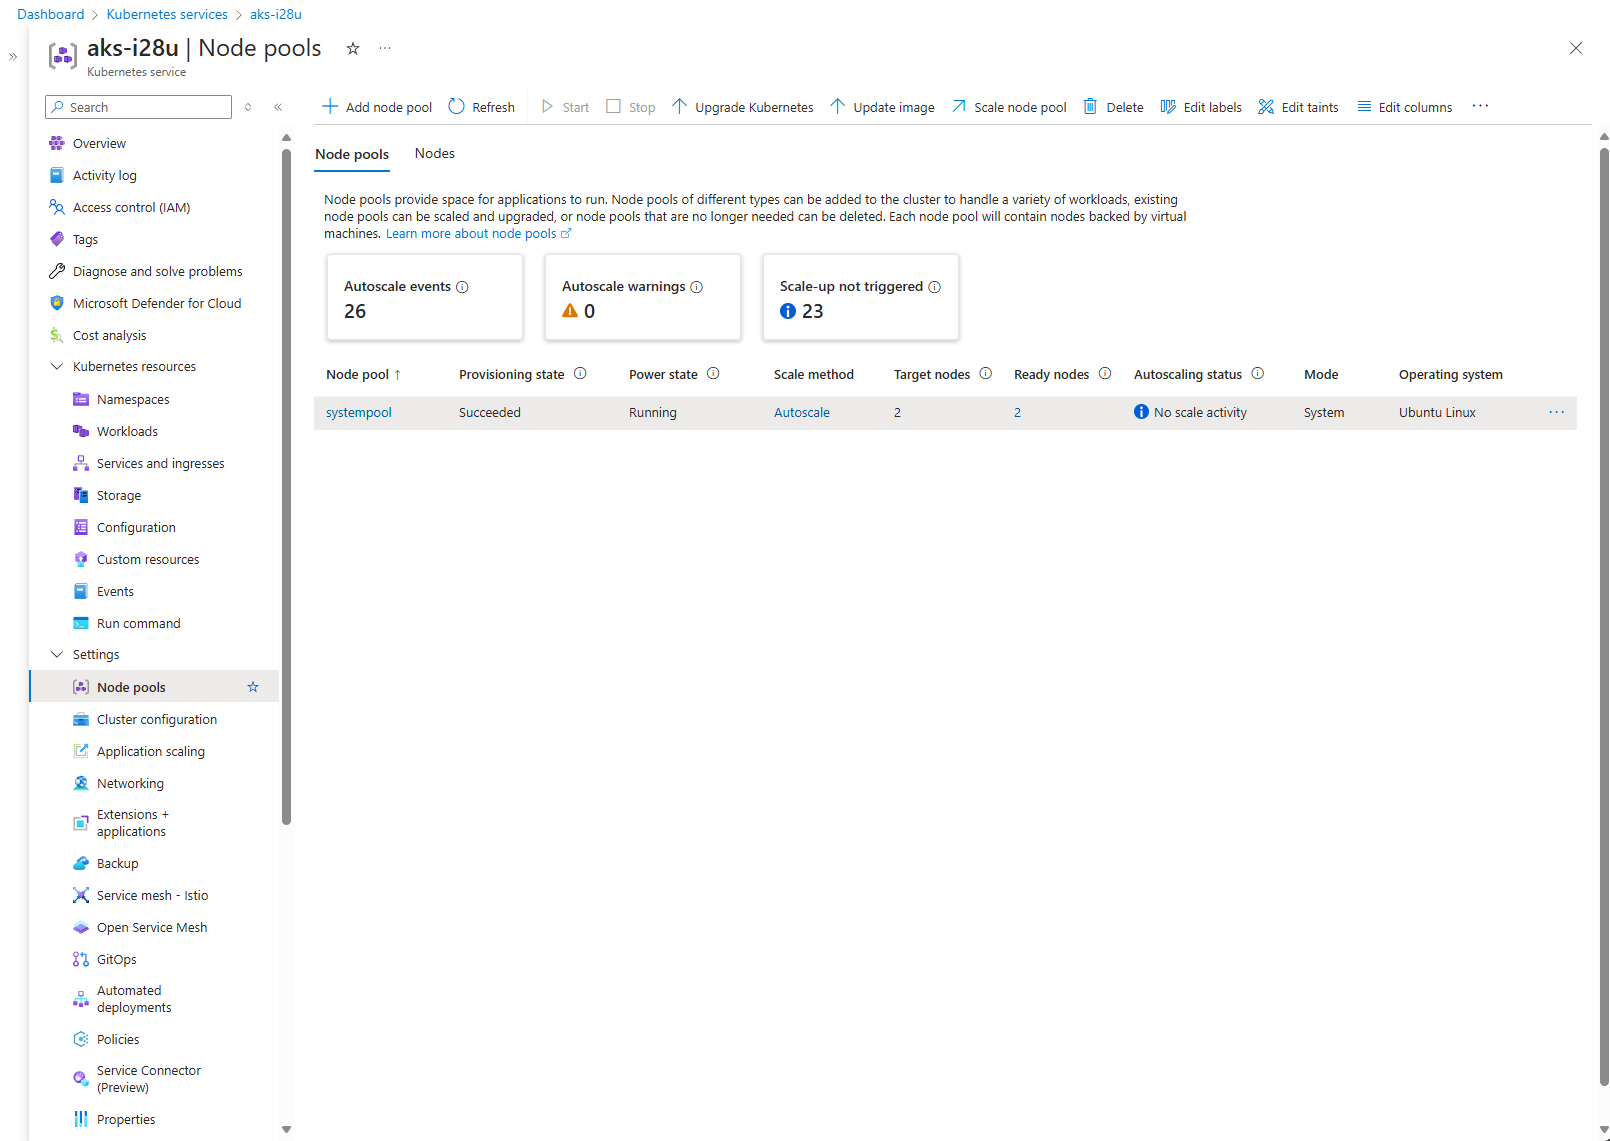 Dashboard > Kubernetes services > aks-i28u
aks-i28u | Node pools
Kubernetes service
Search
Add node pool Refresh Start Stop Upgrade Kubernetes Update image Scale node pool Delete Edit labels Edit taints Edit columns
Overview
Activity log
Access control (IAM)
Tags
Diagnose and solve problems
Microsoft Defender for Cloud
Cost analysis
Kubernetes resources
Namespaces
Workloads
Services and ingresses
Storage
Configuration
Custom resources
Events
Run command
Settings
Node pools
Cluster configuration
Application scaling
Networking
Extensions +
applications
Backup
Service mesh - Istio
Open Service Mesh
GitOps
Automated
deployments
Policies
Service Connector
(Preview)
Properties
Node pools Nodes
Node pools provide space for applications to run. Node pools of different types can be added to the cluster to handle a variety of workloads, existing
node pools can be scaled and upgraded, or node pools that are no longer needed can be deleted. Each node pool will contain nodes backed by virtual
machines. Learn more about node pools
Autoscale events
26
Autoscale warnings
0
Scale-up not triggered
23
Node pool ↑ Provisioning state Power state Scale method Target nodes Ready nodes Autoscaling status Mode Operating system
systempool Succeeded Running Autoscale 2 2 No scale activity System Ubuntu Linux